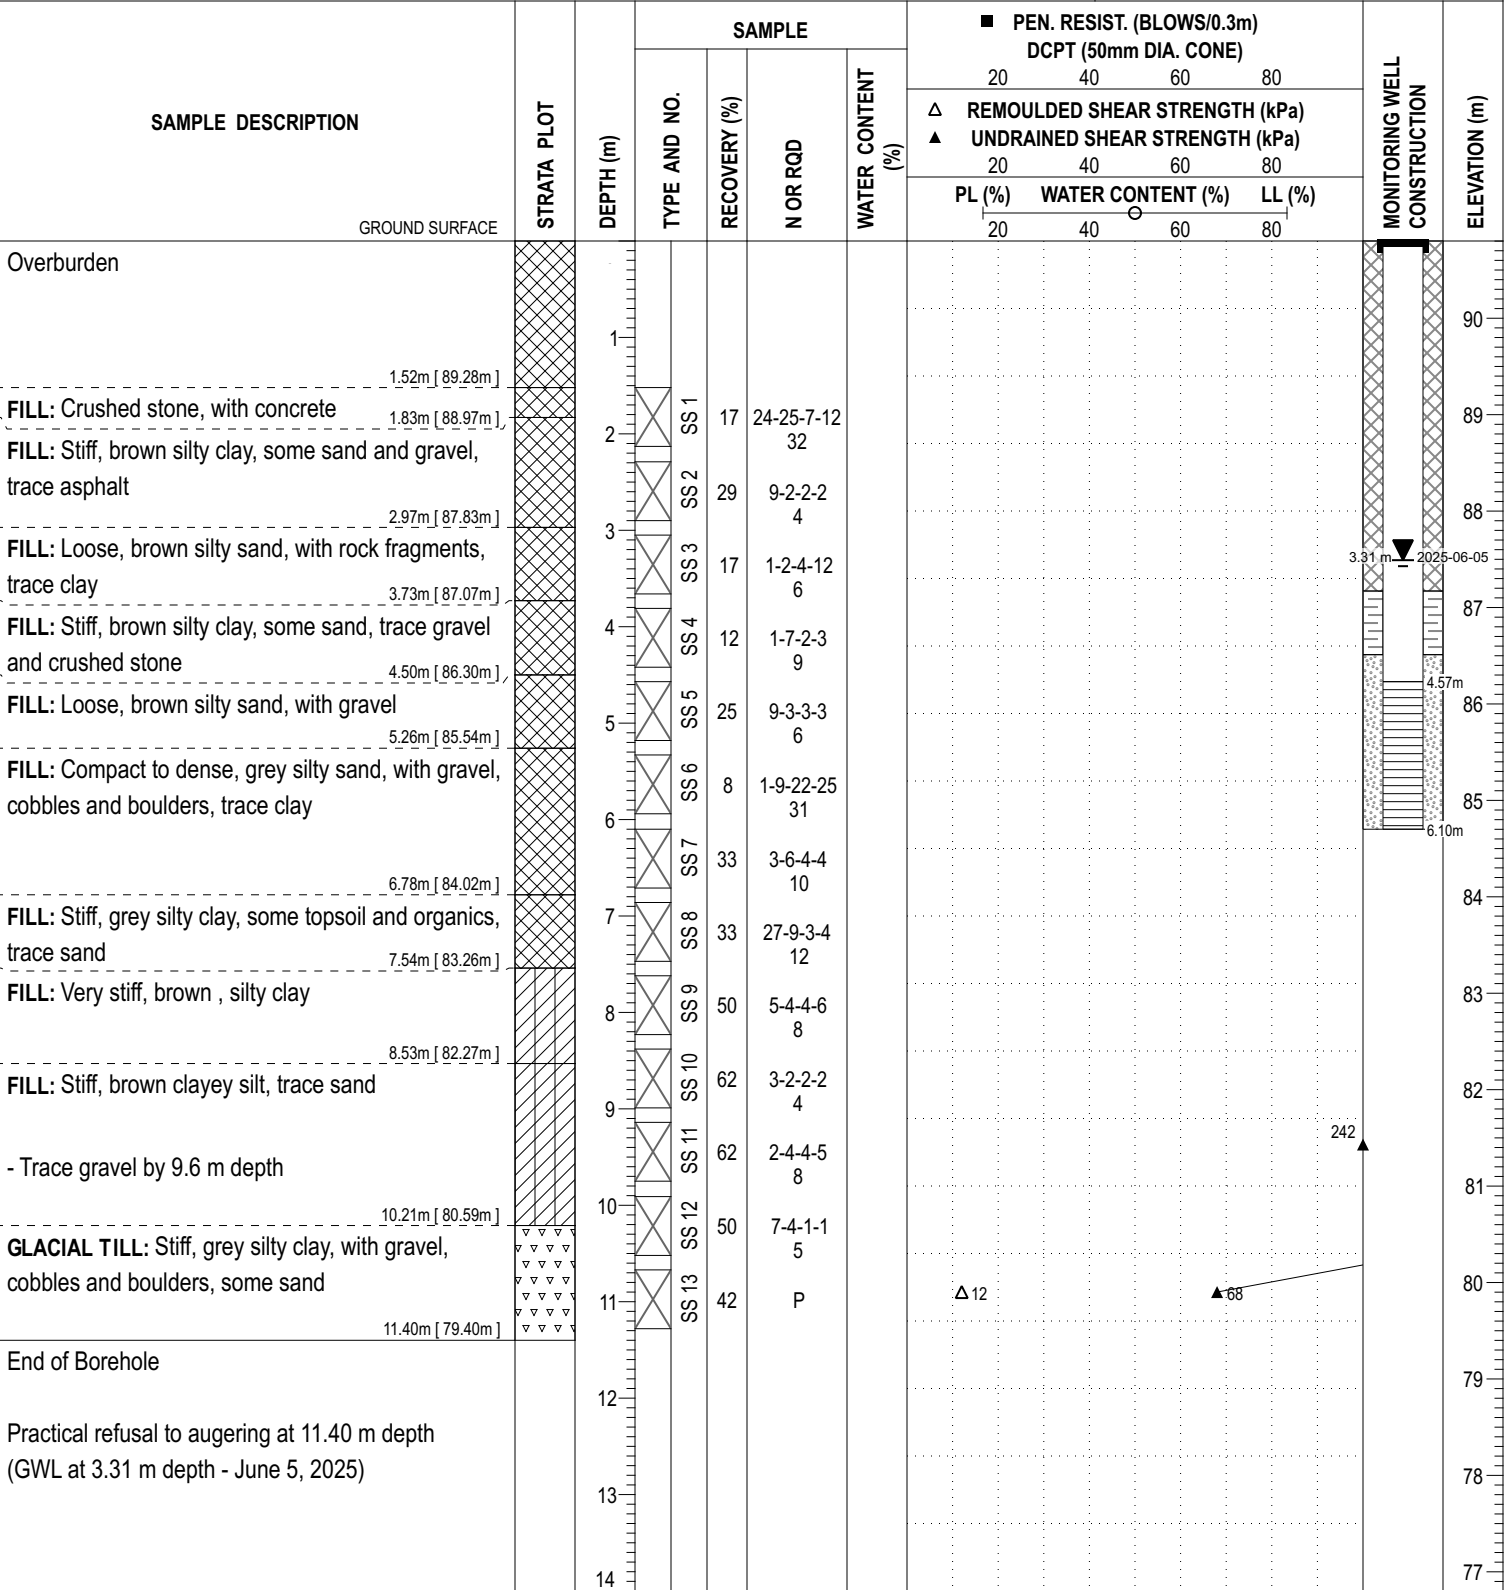 SAMPLE DESCRIPTION
GROUND SURFACE
STRATA PLOT
DEPTH (m)
SAMPLE
TYPE AND NO.
RECOVERY (%)
N OR RQD
WATER CONTENT
(%)
■ PEN. RESIST. (BLOWS/0.3m)
DCPT (50mm DIA. CONE)
20 40 60 80
△ REMOULDED SHEAR STRENGTH (kPa)
▲ UNDRAINED SHEAR STRENGTH (kPa)
20 40 60 80
PL (%) WATER CONTENT (%) LL (%)
20 40 60 80
MONITORING WELL
CONSTRUCTION
ELEVATION (m)
Overburden
1.52m [ 89.28m ]
FILL: Crushed stone, with concrete
1.83m [ 88.97m ]
FILL: Stiff, brown silty clay, some sand and gravel,
trace asphalt
2.97m [ 87.83m ]
FILL: Loose, brown silty sand, with rock fragments,
trace clay
3.73m [ 87.07m ]
FILL: Stiff, brown silty clay, some sand, trace gravel
and crushed stone
4.50m [ 86.30m ]
FILL: Loose, brown silty sand, with gravel
5.26m [ 85.54m ]
FILL: Compact to dense, grey silty sand, with gravel,
cobbles and boulders, trace clay
6.78m [ 84.02m ]
FILL: Stiff, grey silty clay, some topsoil and organics,
trace sand
7.54m [ 83.26m ]
FILL: Very stiff, brown , silty clay
8.53m [ 82.27m ]
FILL: Stiff, brown clayey silt, trace sand
- Trace gravel by 9.6 m depth
10.21m [ 80.59m ]
GLACIAL TILL: Stiff, grey silty clay, with gravel,
cobbles and boulders, some sand
11.40m [ 79.40m ]
End of Borehole
Practical refusal to augering at 11.40 m depth
(GWL at 3.31 m depth - June 5, 2025)
1
2
3
4
5
6
7
8
9
10
11
12
13
14
SS 1 17 24-25-7-12
32
SS 2 29 9-2-2-2
4
SS 3 17 1-2-4-12
6
SS 4 12 1-7-2-3
9
SS 5 25 9-3-3-3
6
SS 6 8 1-9-22-25
31
SS 7 33 3-6-4-4
10
SS 8 33 27-9-3-4
12
SS 9 50 5-4-4-6
8
SS 10 62 3-2-2-2
4
SS 11 62 2-4-4-5
8
SS 12 50 7-4-1-1
5
SS 13 42 P
242
12
68
3.31 m 2025-06-05
4.57m
6.10m
90
89
88
87
86
85
84
83
82
81
80
79
78
77